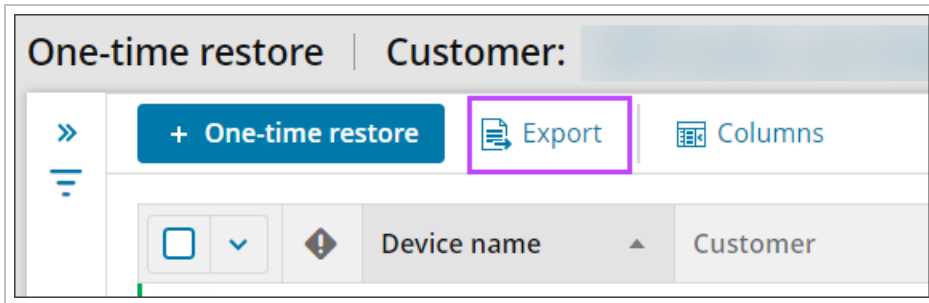 One-time restore Customer:
+ One-time restore Export Columns
Device name Customer